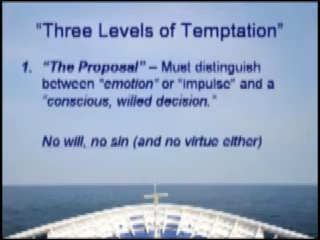 “Three Levels of Temptation”
1. “The Proposal” – Must distinguish
between “emotion” or “impulse” and a
“conscious, willed decision.”
No will, no sin (and no virtue either)